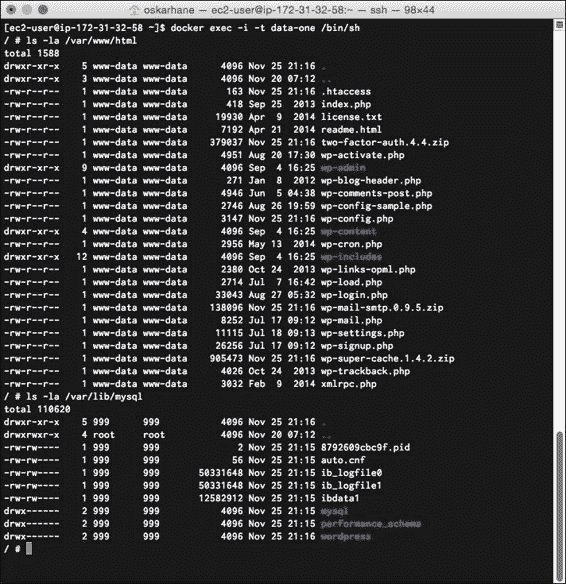 oskarhane — ec2-user@ip-172-31-32-58:~ — ssh — 98×44
[ec2-user@ip-172-31-32-58 ~]$ docker exec -i -t data-one /bin/sh
/ # ls -la /var/www/html
total 1588
drwxr-xr-x 5 www-data www-data 4096 Nov 25 21:16 .
drwxr-xr-x 3 www-data www-data 4096 Nov 20 07:12 ..
-rw-r--r-- 1 www-data www-data 163 Nov 25 21:16 .htaccess
-rw-r--r-- 1 www-data www-data 418 Sep 25 2013 index.php
-rw-r--r-- 1 www-data www-data 19930 Apr 9 2014 license.txt
-rw-r--r-- 1 www-data www-data 7192 Apr 21 2014 readme.html
-rw-r--r-- 1 www-data www-data 379037 Nov 25 21:16 two-factor-auth.4.4.zip
-rw-r--r-- 1 www-data www-data 4951 Aug 20 17:30 wp-activate.php
drwxr-xr-x 9 www-data www-data 4096 Sep 4 16:25 wp-admin
-rw-r--r-- 1 www-data www-data 271 Jan 8 2012 wp-blog-header.php
-rw-r--r-- 1 www-data www-data 4946 Jun 5 04:38 wp-comments-post.php
-rw-r--r-- 1 www-data www-data 2746 Aug 26 19:59 wp-config-sample.php
-rw-r--r-- 1 www-data www-data 3147 Nov 25 21:16 wp-config.php
drwxr-xr-x 4 www-data www-data 4096 Sep 4 16:25 wp-content
-rw-r--r-- 1 www-data www-data 2956 May 13 2014 wp-cron.php
drwxr-xr-x 12 www-data www-data 4096 Sep 4 16:25 wp-includes
-rw-r--r-- 1 www-data www-data 2380 Oct 24 2013 wp-links-opml.php
-rw-r--r-- 1 www-data www-data 2714 Jul 7 16:42 wp-load.php
-rw-r--r-- 1 www-data www-data 33043 Aug 27 05:32 wp-login.php
-rw-r--r-- 1 www-data www-data 138096 Nov 25 21:16 wp-mail-smtp.0.9.5.zip
-rw-r--r-- 1 www-data www-data 8252 Jul 17 09:12 wp-mail.php
-rw-r--r-- 1 www-data www-data 11115 Jul 18 09:13 wp-settings.php
-rw-r--r-- 1 www-data www-data 26256 Jul 17 09:12 wp-signup.php
-rw-r--r-- 1 www-data www-data 905473 Nov 25 21:16 wp-super-cache.1.4.2.zip
-rw-r--r-- 1 www-data www-data 4026 Oct 24 2013 wp-trackback.php
-rw-r--r-- 1 www-data www-data 3032 Feb 9 2014 xmlrpc.php
/ # ls -la /var/lib/mysql
total 110620
drwxrwxr-x 5 999 999 4096 Nov 25 21:16 .
drwxr-xr-x 4 root root 4096 Nov 20 07:12 ..
-rw-rw---- 1 999 999 2 Nov 25 21:15 8792609cbc9f.pid
-rw-rw---- 1 999 999 56 Nov 25 21:15 auto.cnf
-rw-rw---- 1 999 999 50331648 Nov 25 21:16 ib_logfile0
-rw-rw---- 1 999 999 50331648 Nov 25 21:15 ib_logfile1
-rw-rw---- 1 999 999 12582912 Nov 25 21:16 ibdata1
drwx------ 2 999 999 4096 Nov 25 21:15 mysql
drwx------ 2 999 999 4096 Nov 25 21:15 performance_schema
drwx------ 2 999 999 4096 Nov 25 21:16 wordpress
/ #